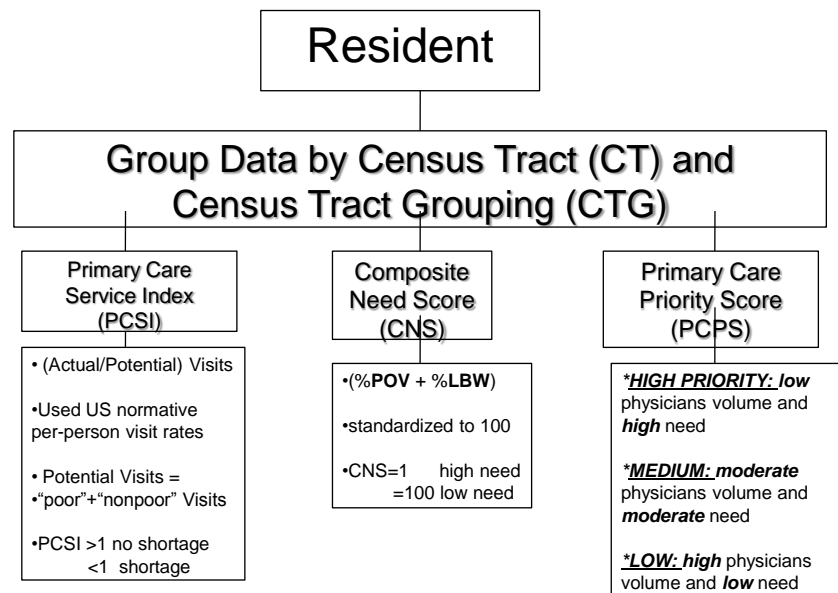 Resident
Group Data by Census Tract (CT) and
Census Tract Grouping (CTG)
Primary Care
Service Index
(PCSI)
• (Actual/Potential) Visits
•Used US normative
per-person visit rates
• Potential Visits =
•“poor”+“nonpoor” Visits
•PCSI >1 no shortage
<1 shortage
Composite
Need Score
(CNS)
•(%POV + %LBW)
•standardized to 100
•CNS=1 high need
=100 low need
Primary Care
Priority Score
(PCPS)
*HIGH PRIORITY: low
physicians volume and
high need
*MEDIUM: moderate
physicians volume and
moderate need
*LOW: high physicians
volume and low need